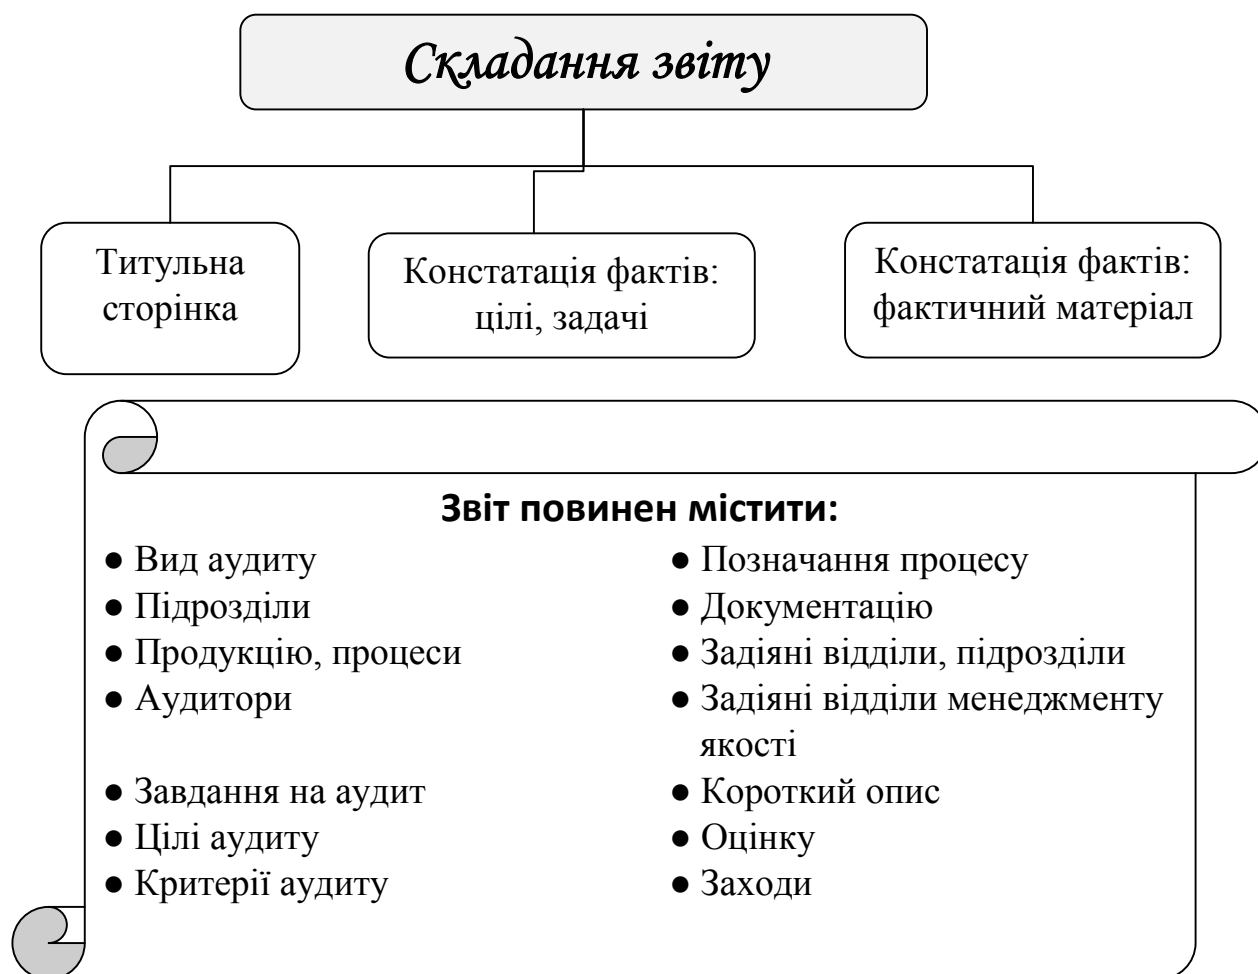 Складання звіту
Титульна
сторінка
Констатація фактів:
цілі, задачі
Констатація фактів:
фактичний матеріал
Звіт повинен містити:
● Вид аудиту
● Підрозділи
● Продукцію, процеси
● Аудитори
● Завдання на аудит
● Цілі аудиту
● Критерії аудиту
● Позначання процесу
● Документацію
● Задіяні відділи, підрозділи
● Задіяні відділи менеджменту
якості
● Короткий опис
● Оцінку
● Заходи